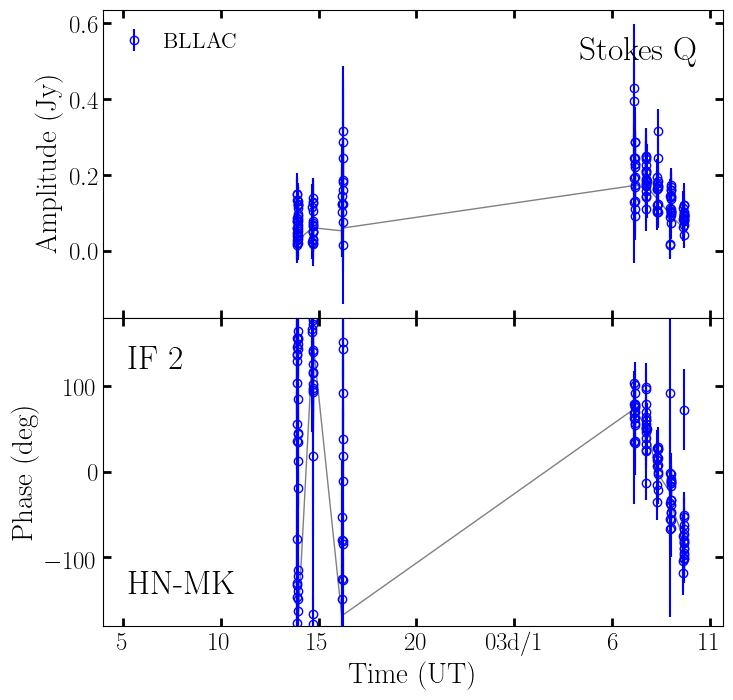 0.6
BLLAC
Stokes Q
0.4
0.2
0.0
Amplitude (Jy)
IF 2
100
0
−100
Phase (deg)
HN-MK
5 10 15 20 03d/1 6 11
Time (UT)